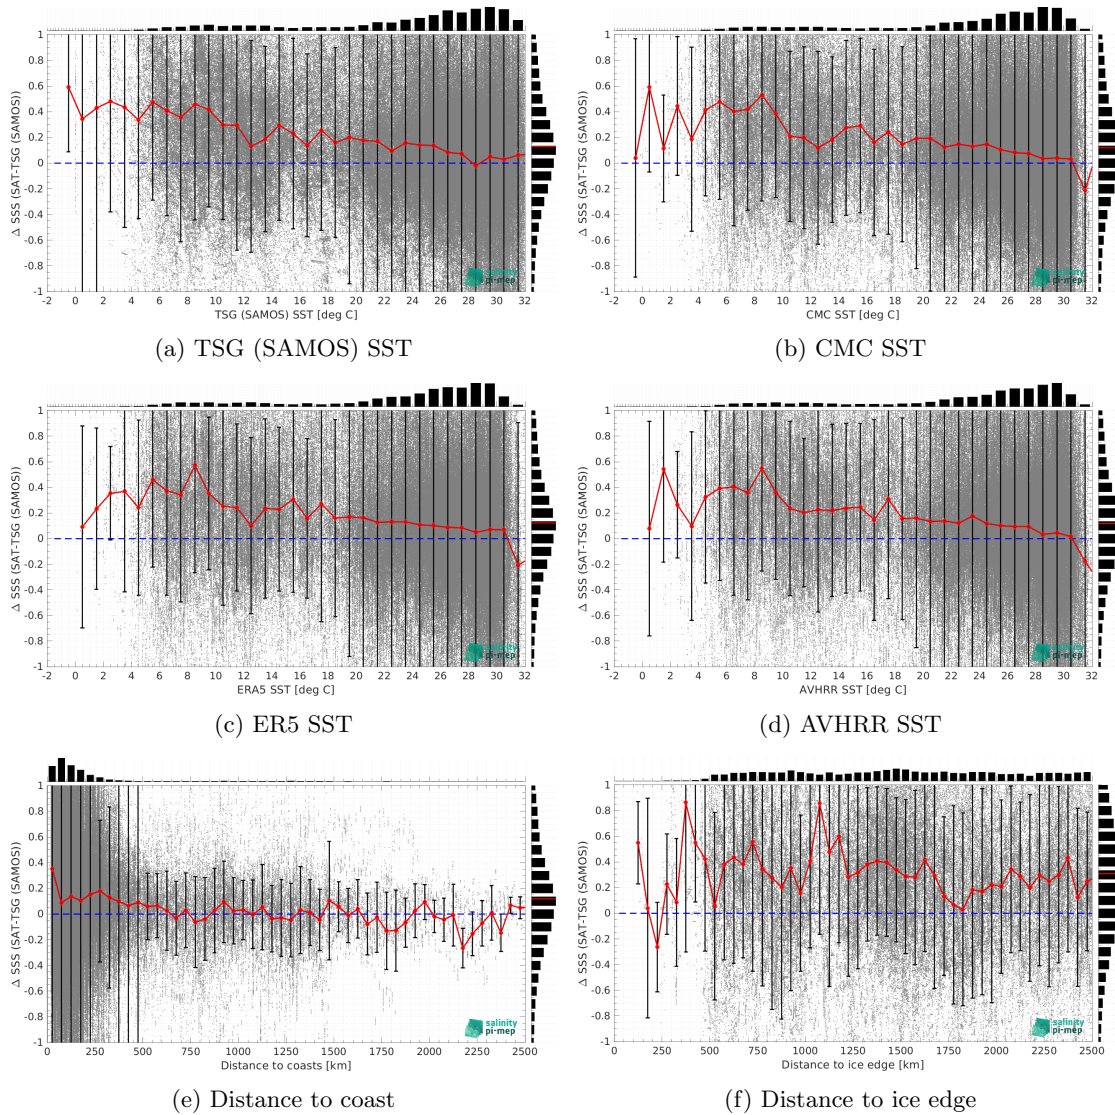 1
0.8
0.6
0.4
0.2
0
-0.2
-0.4
-0.6
-0.8
-1
Δ SSS (SAT-TSG (SAMOS))
salinity
pi-mep
-2 0 2 4 6 8 10 12 14 16 18 20 22 24 26 28 30 32
TSG (SAMOS) SST [deg C]
(a) TSG (SAMOS) SST
1
0.8
0.6
0.4
0.2
0
-0.2
-0.4
-0.6
-0.8
-1
Δ SSS (SAT-TSG (SAMOS))
salinity
pi-mep
-2 0 2 4 6 8 10 12 14 16 18 20 22 24 26 28 30 32
CMC SST [deg C]
(b) CMC SST
1
0.8
0.6
0.4
0.2
0
-0.2
-0.4
-0.6
-0.8
-1
Δ SSS (SAT-TSG (SAMOS))
salinity
pi-mep
-2 0 2 4 6 8 10 12 14 16 18 20 22 24 26 28 30 32
ERA5 SST [deg C]
(c) ER5 SST
1
0.8
0.6
0.4
0.2
0
-0.2
-0.4
-0.6
-0.8
-1
Δ SSS (SAT-TSG (SAMOS))
salinity
pi-mep
-2 0 2 4 6 8 10 12 14 16 18 20 22 24 26 28 30 32
AVHRR SST [deg C]
(d) AVHRR SST
1
0.8
0.6
0.4
0.2
0
-0.2
-0.4
-0.6
-0.8
-1
Δ SSS (SAT-TSG (SAMOS))
salinity
pi-mep
0 250 500 750 1000 1250 1500 1750 2000 2250 2500
Distance to coasts [km]
(e) Distance to coast
1
0.8
0.6
0.4
0.2
0
-0.2
-0.4
-0.6
-0.8
-1
Δ SSS (SAT-TSG (SAMOS))
salinity
pi-mep
0 250 500 750 1000 1250 1500 1750 2000 2250 2500
Distance to ice edge [km]
(f) Distance to ice edge